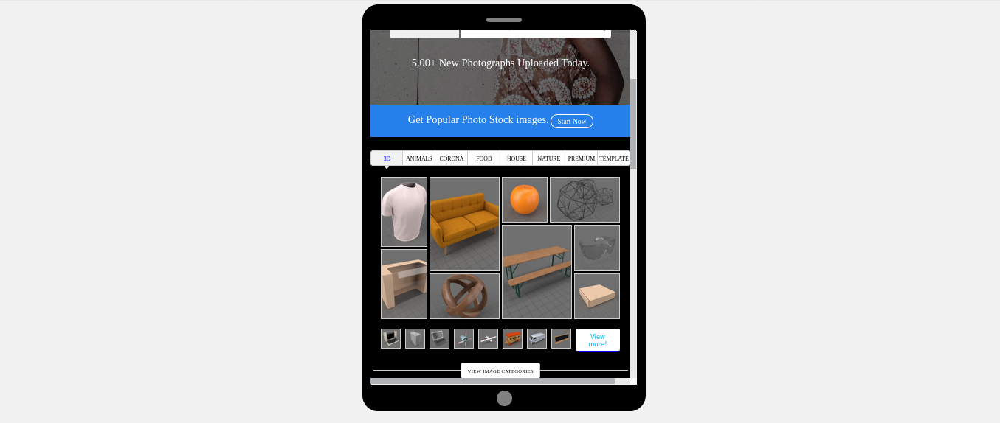 5.00+ New Photographs Uploaded Today.
Get Popular Photo Stock images. Start Now
3D ANIMALS CORONA FOOD HOUSE NATURE PREMIUM TEMPLATE
View
more!
VIEW IMAGE CATEGORIES